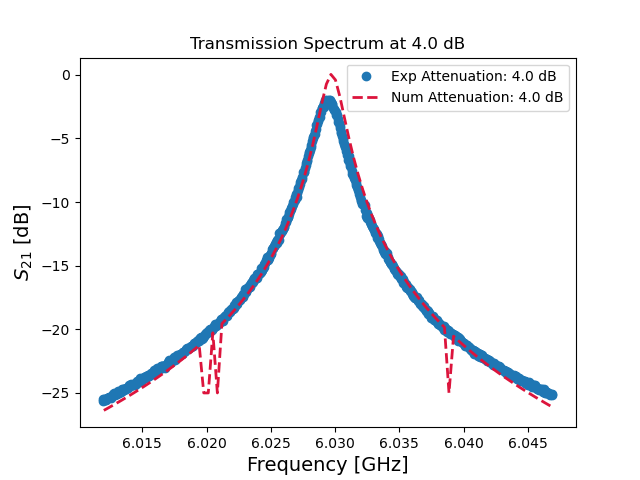 Transmission Spectrum at 4.0 dB
Exp Attenuation: 4.0 dB
Num Attenuation: 4.0 dB
S21 [dB]
0
−5
−10
−15
−20
−25
6.015 6.020 6.025 6.030 6.035 6.040 6.045
Frequency [GHz]